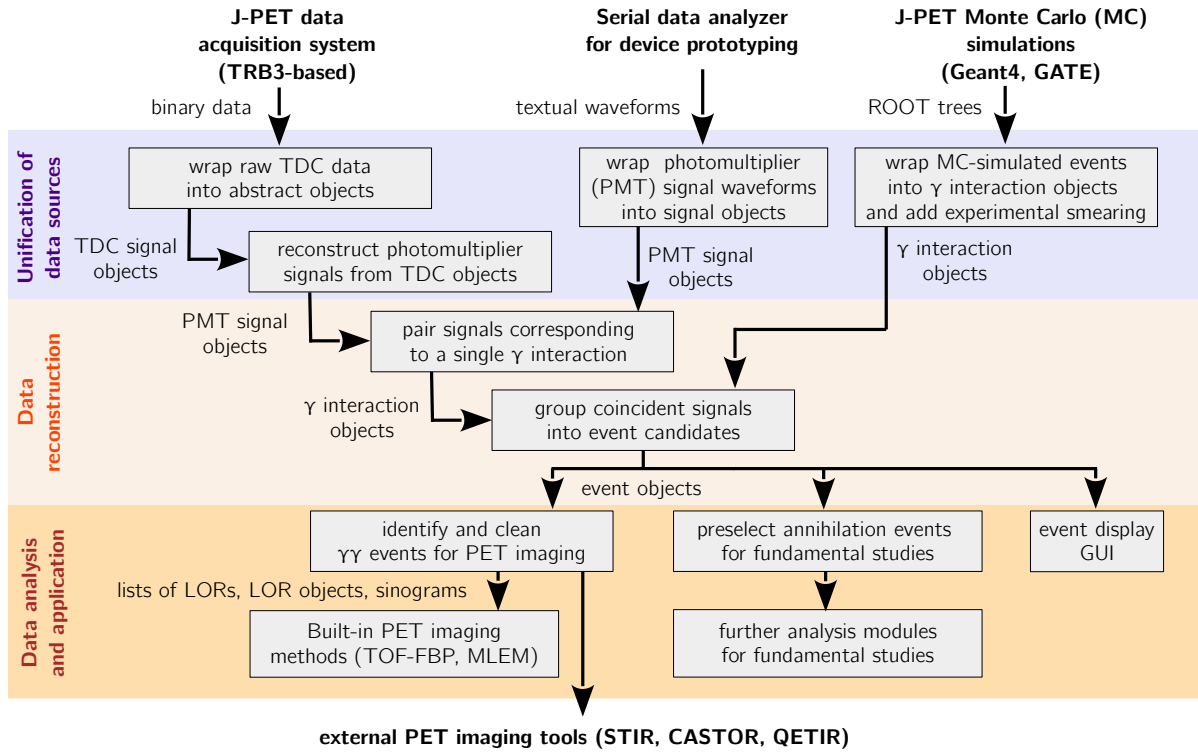 J-PET data
acquisition system
(TRB3-based)
Serial data analyzer
for device prototyping
J-PET Monte Carlo (MC)
simulations
(Geant4, GATE)
binary data
textual waveforms
ROOT trees
Unification of
data sources
wrap raw TDC data
into abstract objects
wrap photomultiplier
(PMT) signal waveforms
into signal objects
wrap MC-simulated events
into γ interaction objects
and add experimental smearing
TDC signal
objects
reconstruct photomultiplier
signals from TDC objects
PMT signal
objects
γ interaction
objects
Data
reconstruction
PMT signal
objects
pair signals corresponding
to a single γ interaction
γ interaction
objects
group coincident signals
into event candidates
event objects
Data analysis
and application
identify and clean
γγ events for PET imaging
preselect annihilation events
for fundamental studies
event display
GUI
lists of LORs, LOR objects, sinograms
Built-in PET imaging
methods (TOF-FBP, MLEM)
further analysis modules
for fundamental studies
external PET imaging tools (STIR, CASTOR, QETIR)